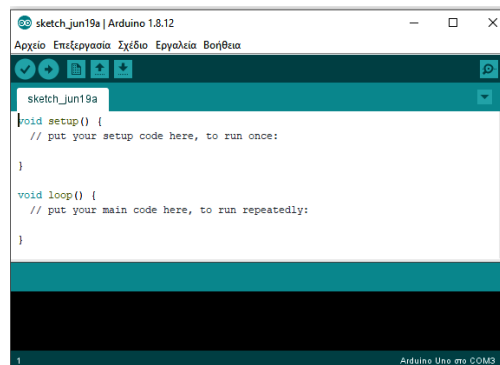 sketch_jun19a | Arduino 1.8.12
Αρχείο Επεξεργασία Σχέδιο Εργαλεία Βοήθεια
sketch_jun19a
void setup() {
// put your setup code here, to run once:
}
void loop() {
// put your main code here, to run repeatedly:
}
1
Arduino Uno στο COM3